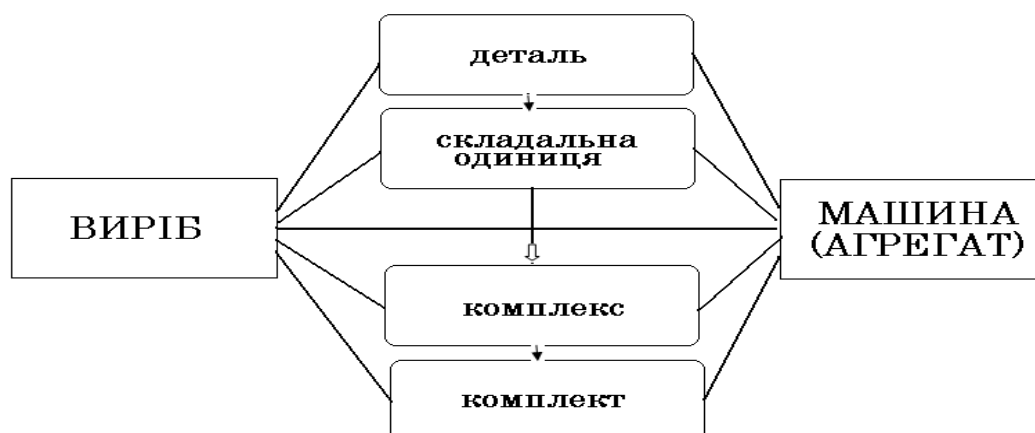 деталь
складальна
одиниця
ВИРІБ
МАШИНА
(АГРЕГАТ)
комплекс
комплект